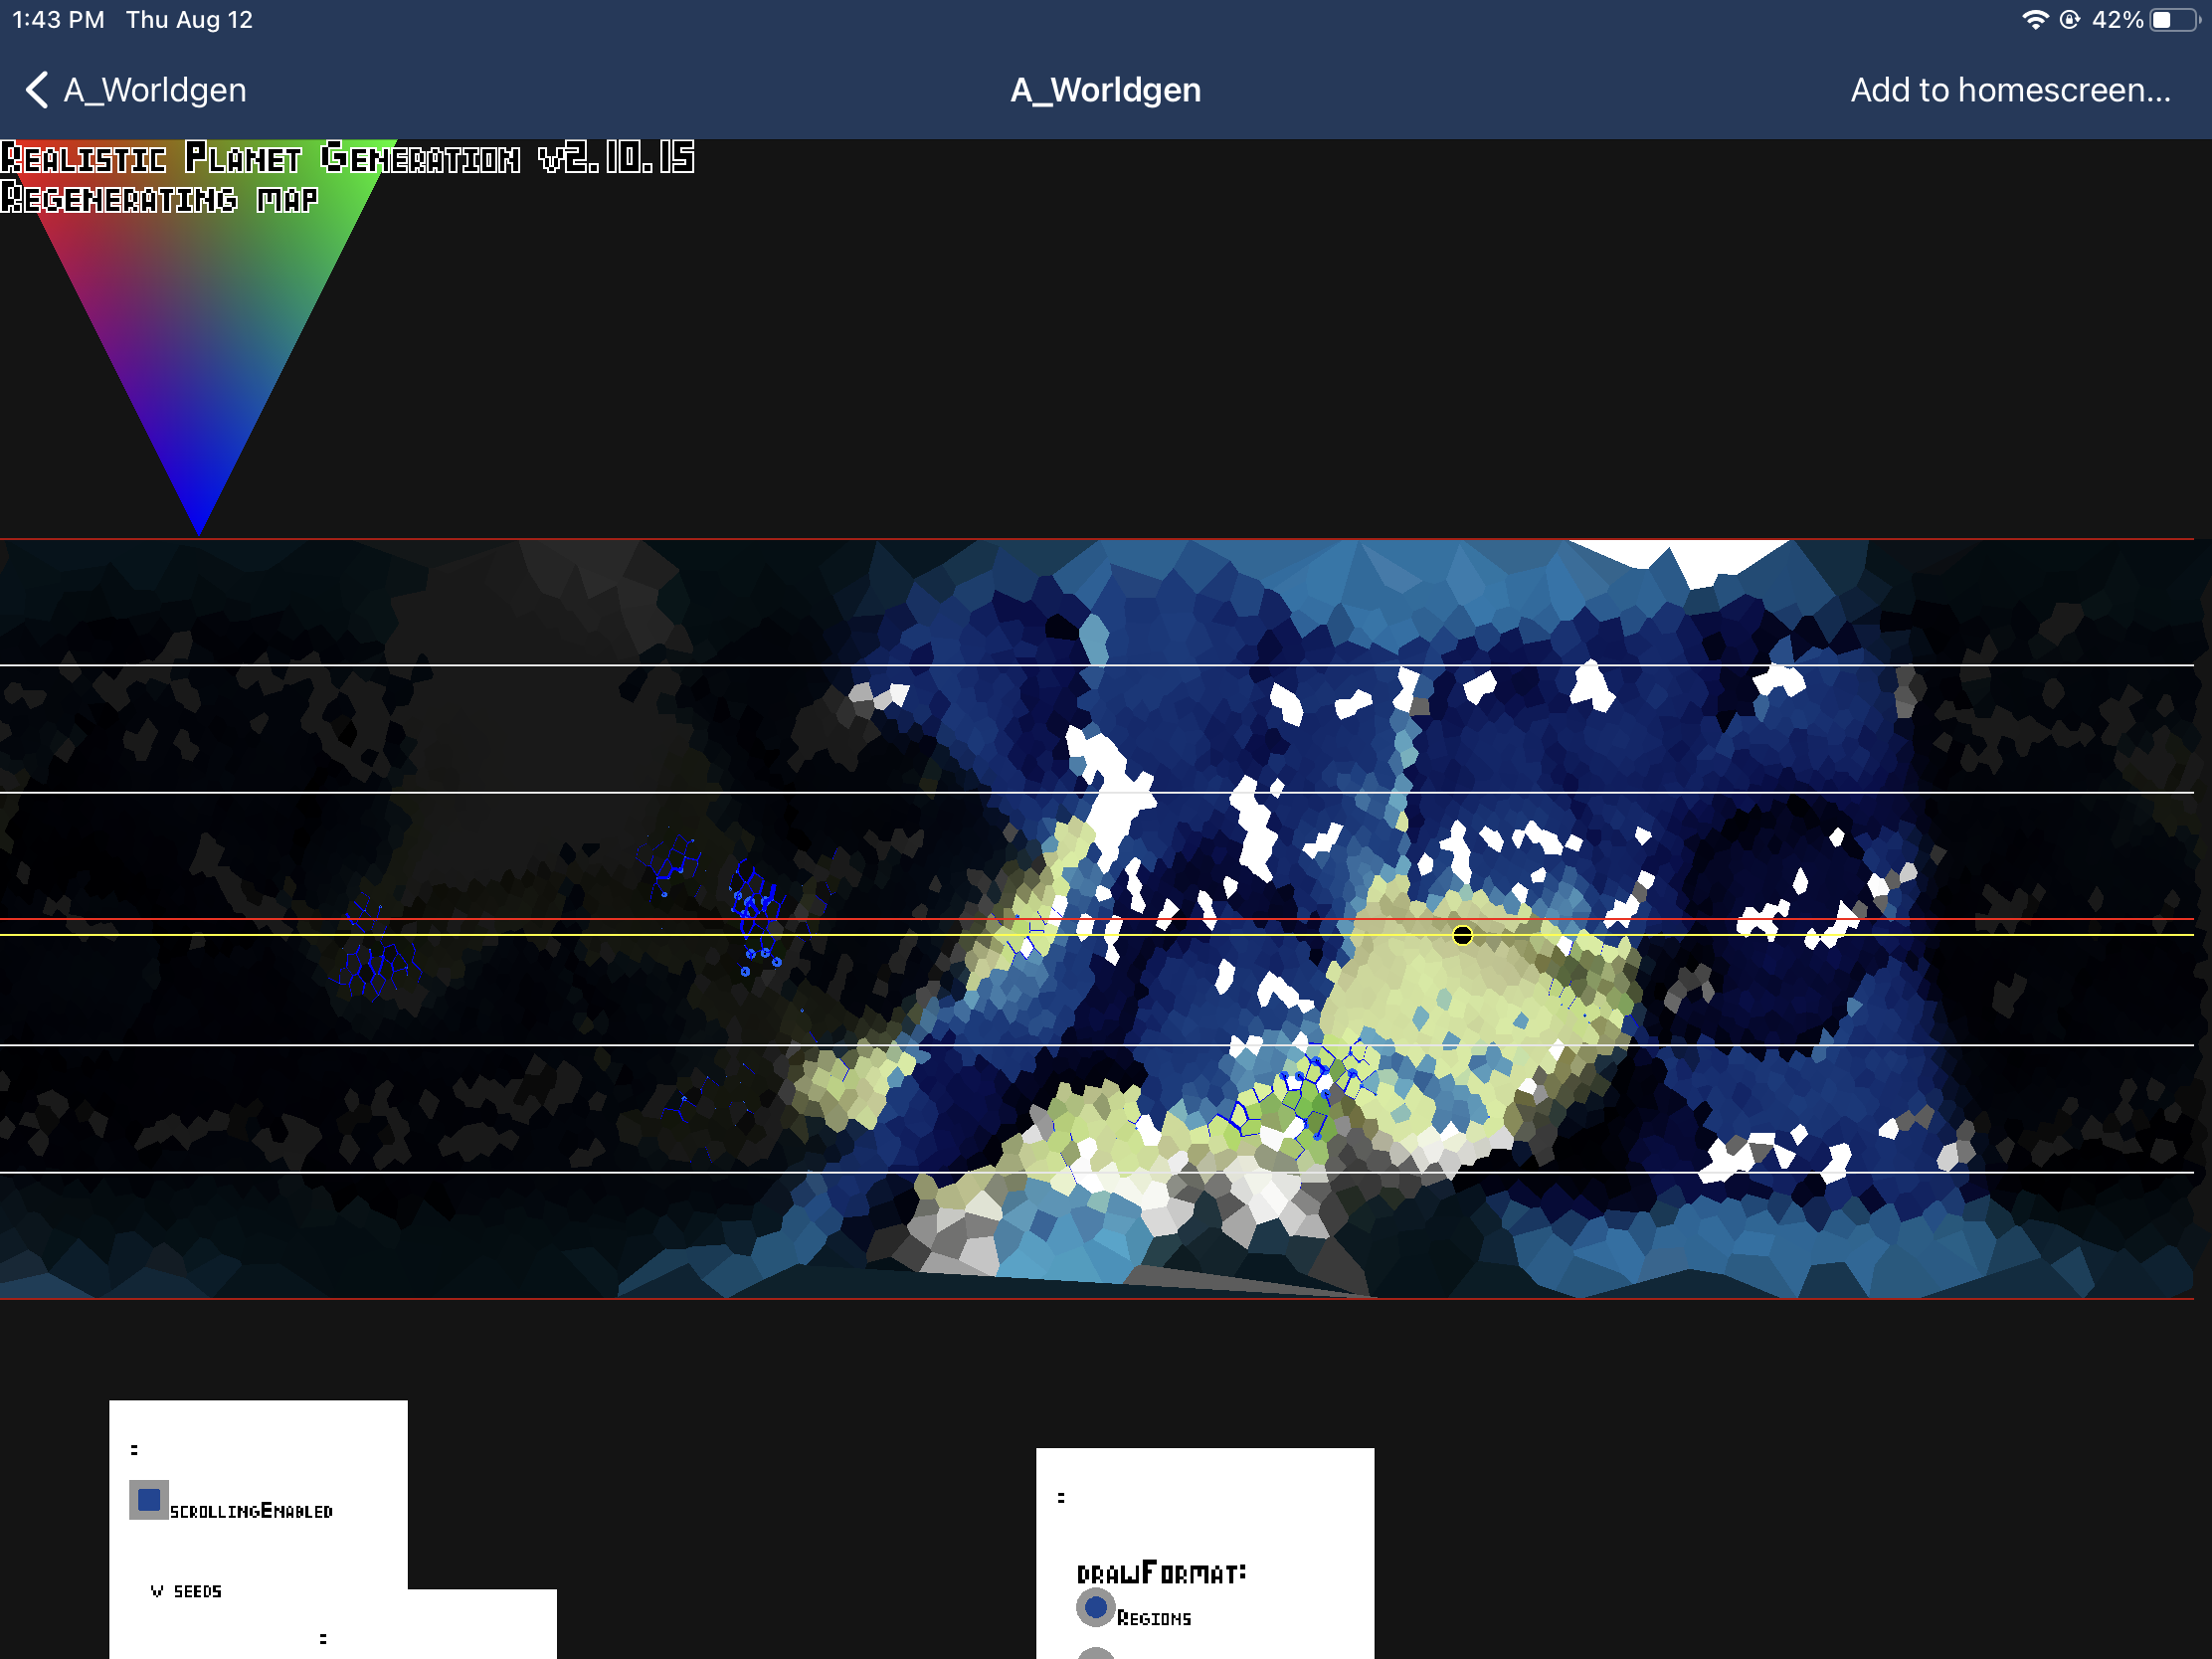 1:43 PM Thu Aug 12
42%
A_Worldgen
A_Worldgen
Add to homescreen...
Realistic Planet Generation v2.10.15
Regenerating map
=
scrollingEnabled
v seeds
=
=
drawFormat:
Regions